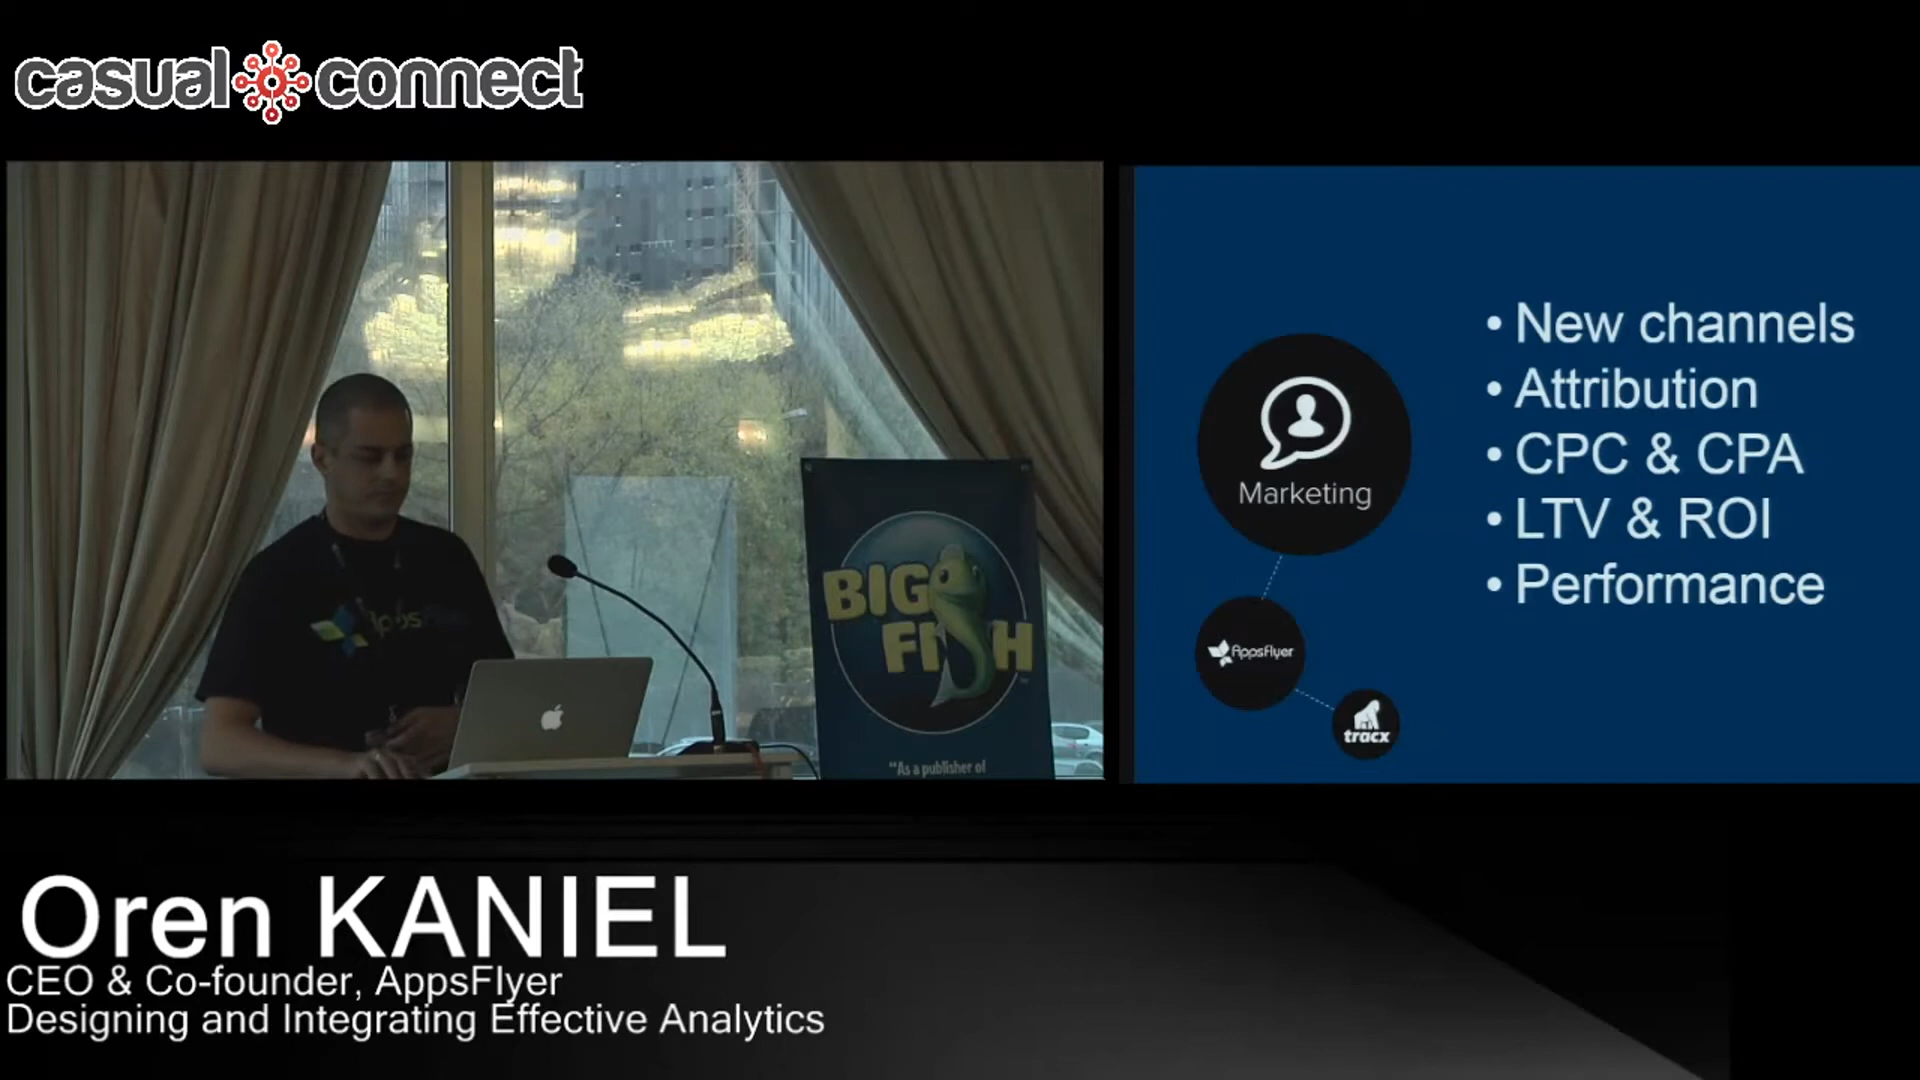 casual connect
BIG
FISH
"As a publisher of
AppsFlyer
• New channels
• Attribution
• CPC & CPA
• LTV & ROI
• Performance
Marketing
AppsFlyer
tracx
Oren KANIEL
CEO & Co-founder, AppsFlyer
Designing and Integrating Effective Analytics